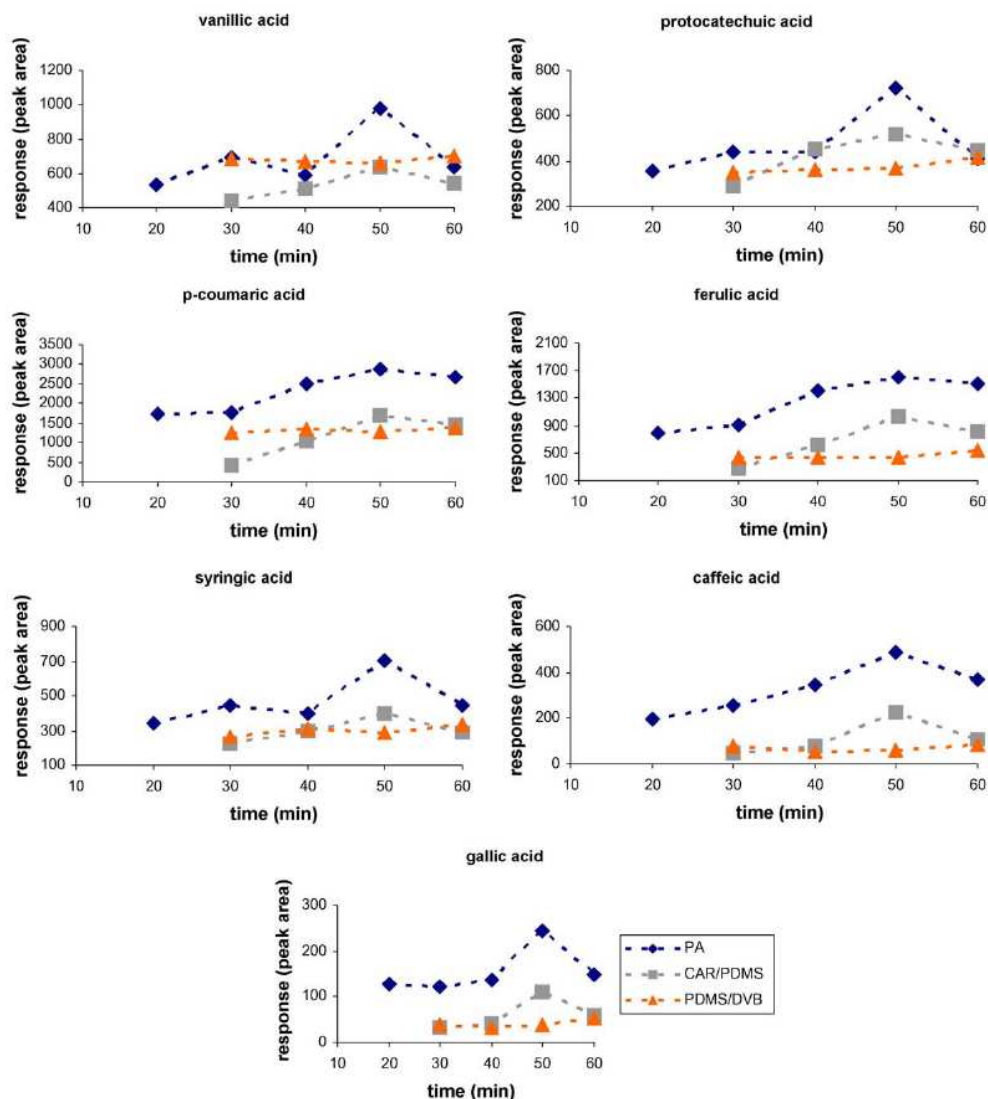 vanillic acid
response (peak area)
1200
1000
800
600
400
10 20 30 40 50 60
time (min)
protocatechuic acid
response (peak area)
800
600
400
200
10 20 30 40 50 60
time (min)
p-coumaric acid
response (peak area)
3500
3000
2500
2000
1500
1000
500
0
10 20 30 40 50 60
time (min)
ferulic acid
response (peak area)
2100
1700
1300
900
500
100
10 20 30 40 50 60
time (min)
syringic acid
response (peak area)
900
700
500
300
100
10 20 30 40 50 60
time (min)
caffeic acid
response (peak area)
600
400
200
0
10 20 30 40 50 60
time (min)
gallic acid
response (peak area)
300
200
100
0
10 20 30 40 50 60
time (min)
PA
CAR/PDMS
PDMS/DVB